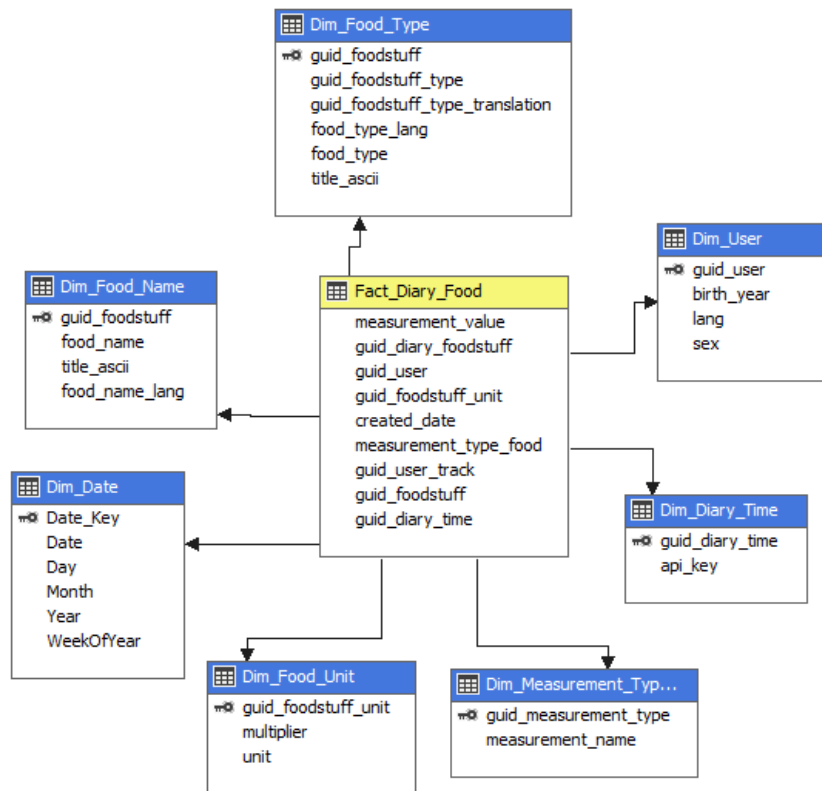 Dim_Food_Type
guid_foodstuff
guid_foodstuff_type
guid_foodstuff_type_translation
food_type_lang
food_type
title_ascii
Dim_User
guid_user
birth_year
lang
sex
Dim_Food_Name
guid_foodstuff
food_name
title_ascii
food_name_lang
Fact_Diary_Food
measurement_value
guid_diary_foodstuff
guid_user
guid_foodstuff_unit
created_date
measurement_type_food
guid_user_track
guid_foodstuff
guid_diary_time
Dim_Date
Date_Key
Date
Day
Month
Year
WeekOfYear
Dim_Diary_Time
guid_diary_time
api_key
Dim_Food_Unit
guid_foodstuff_unit
multiplier
unit
Dim_Measurement_Typ...
guid_measurement_type
measurement_name